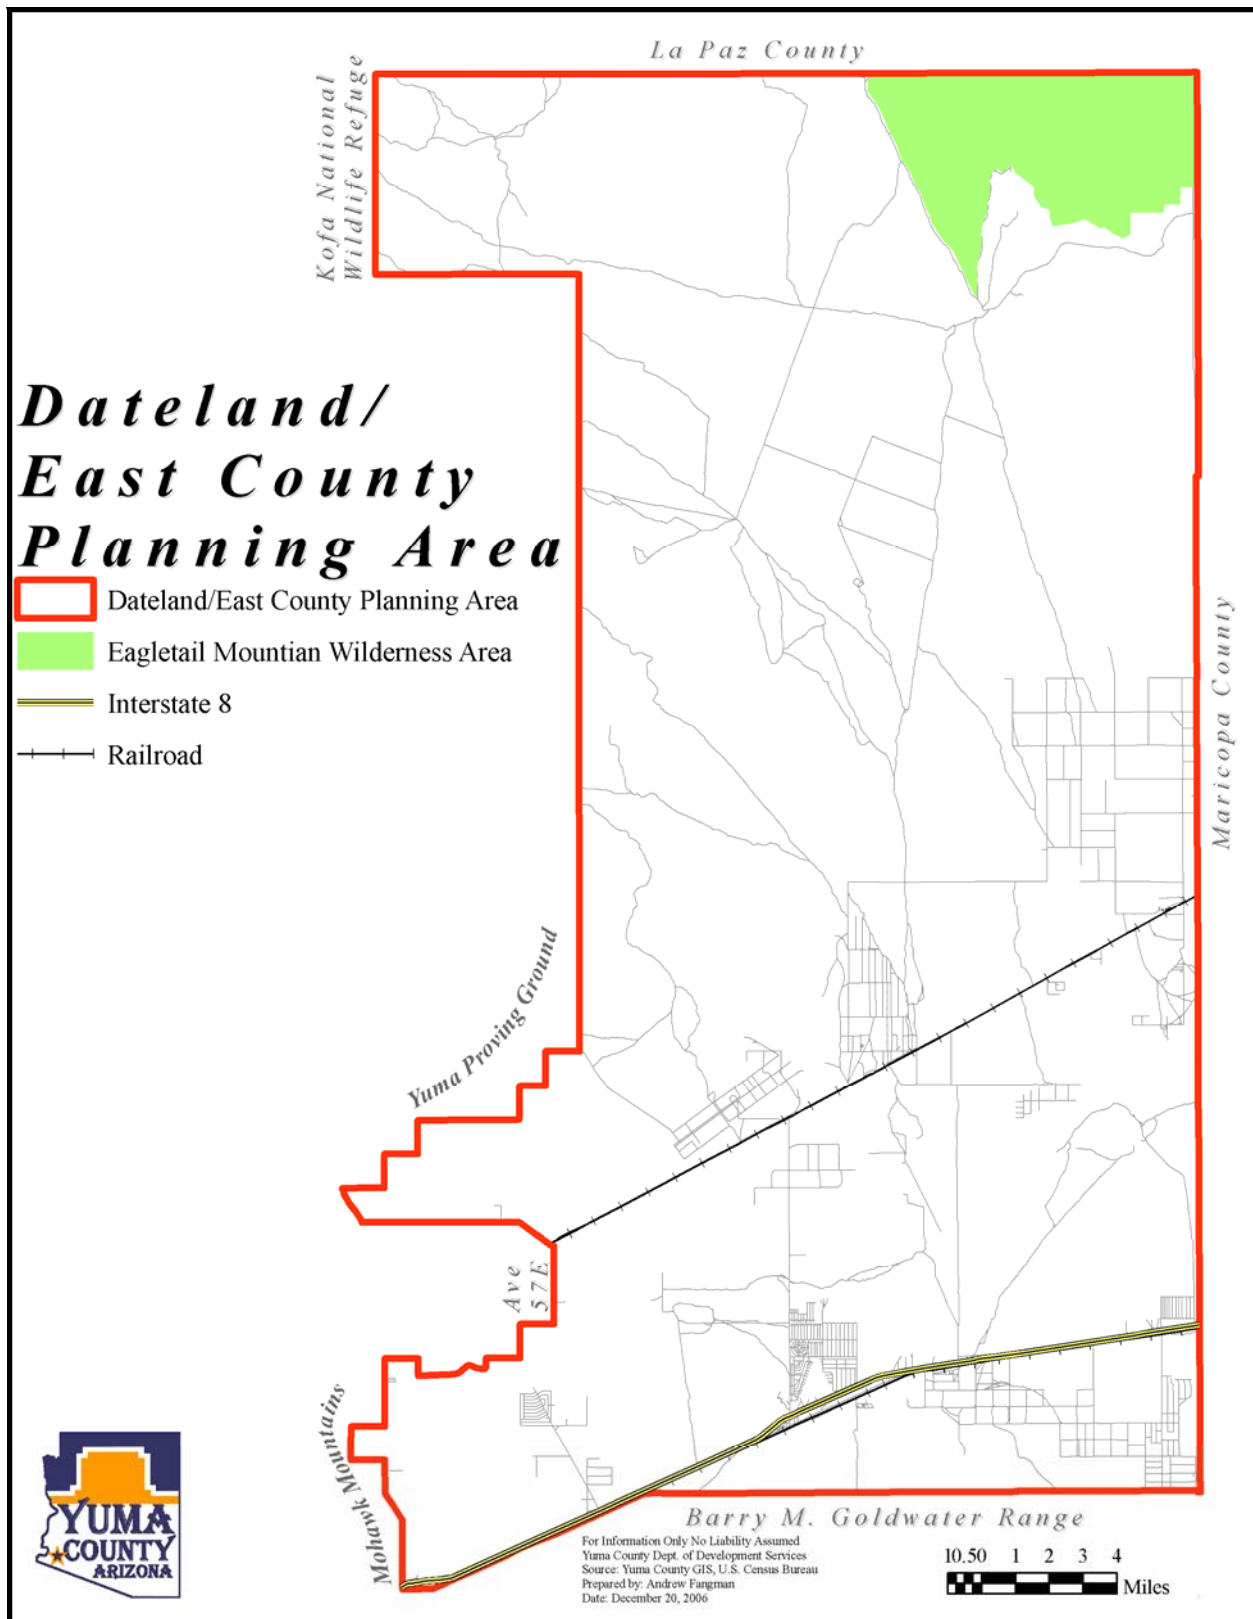 La Paz County
Kofa National
Wildlife Refuge
Dateland/
East County
Planning Area
Dateland/East County Planning Area
Eagletail Mountian Wilderness Area
Interstate 8
Railroad
Maricopa County
Yuma Proving Ground
Ave
57E
Mohawk Mountains
Barry M. Goldwater Range
YUMA
COUNTY
ARIZONA
For Information Only No Liability Assumed
Yuma County Dept. of Development Services
Source: Yuma County GIS, U.S. Census Bureau
Prepared by: Andrew Fangman
Date: December 20, 2006
10.50 1 2 3 4
Miles